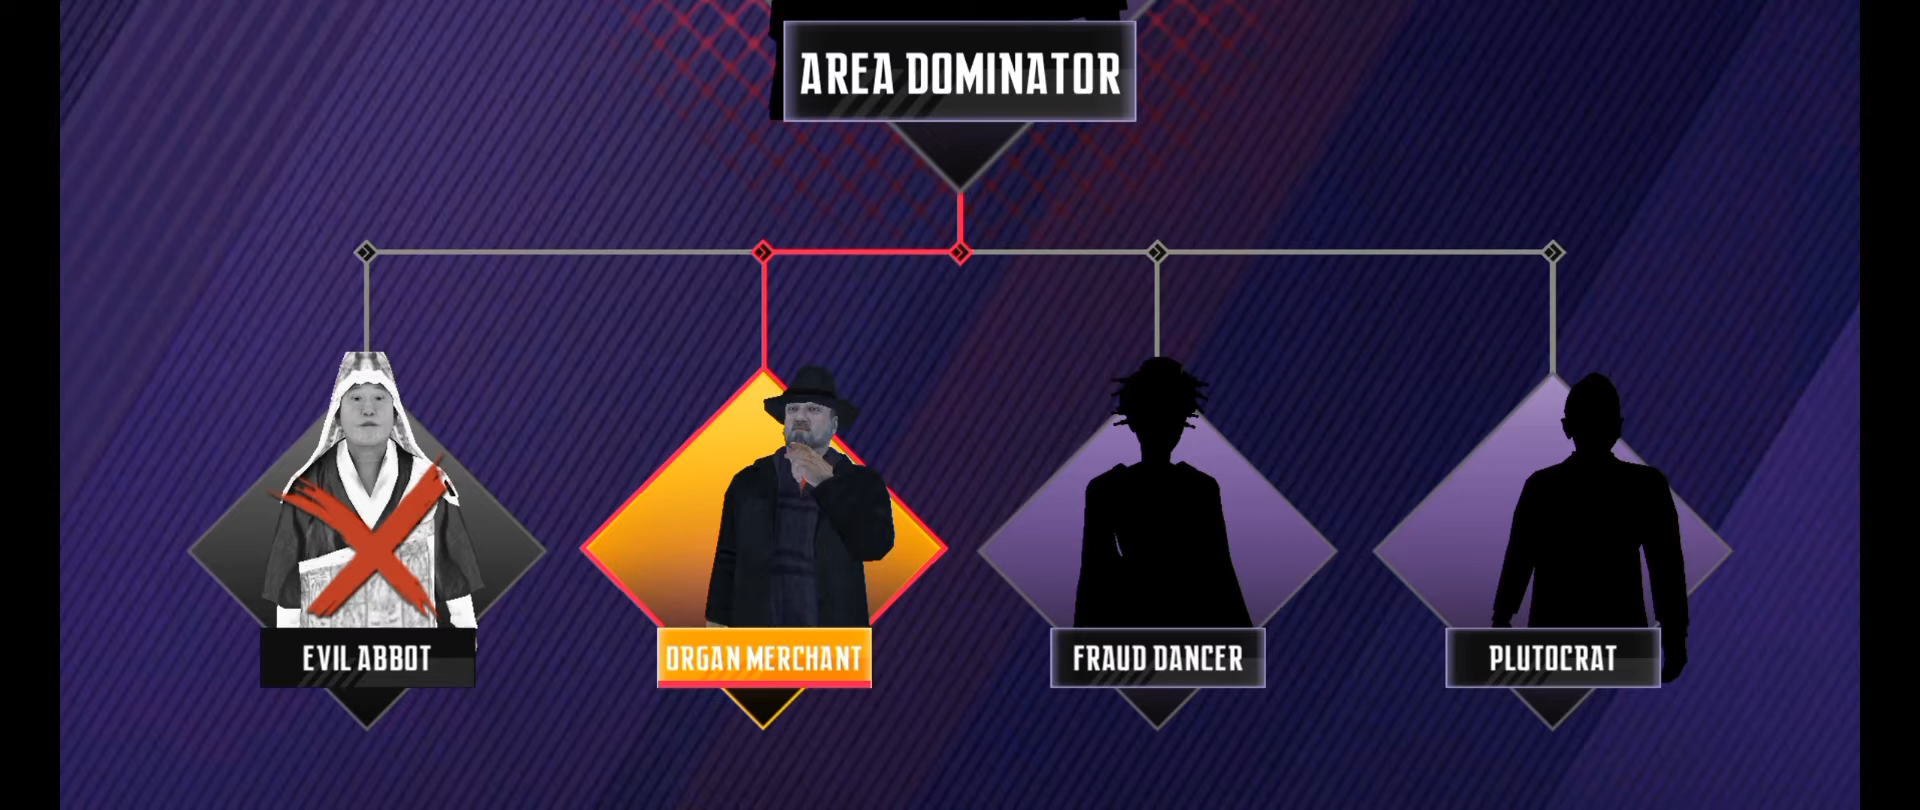 AREA DOMINATOR
EVIL ABBOT
ORGAN MERCHANT
FRAUD DANCER
PLUTOCRAT